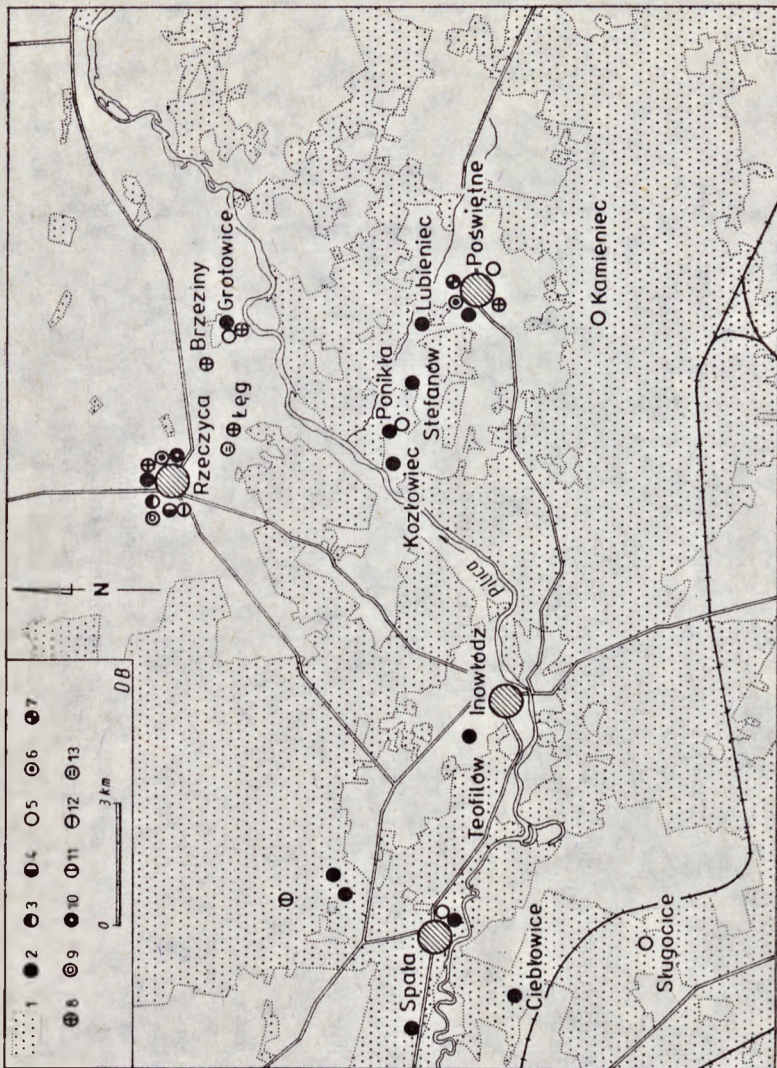 1 2 3 4 5 6 7
8 9 10 11 12 13
0 3 km
DB
N
Rzeczyca
Brzeziny
Łęg
Grotowice
Ponikła
Lubieniec
Stefanów
Poświętne
Kozłowiec
Kamieniec
Pilica
Inowłódz
Teofilów
Spała
Ciebłowice
Sługocice